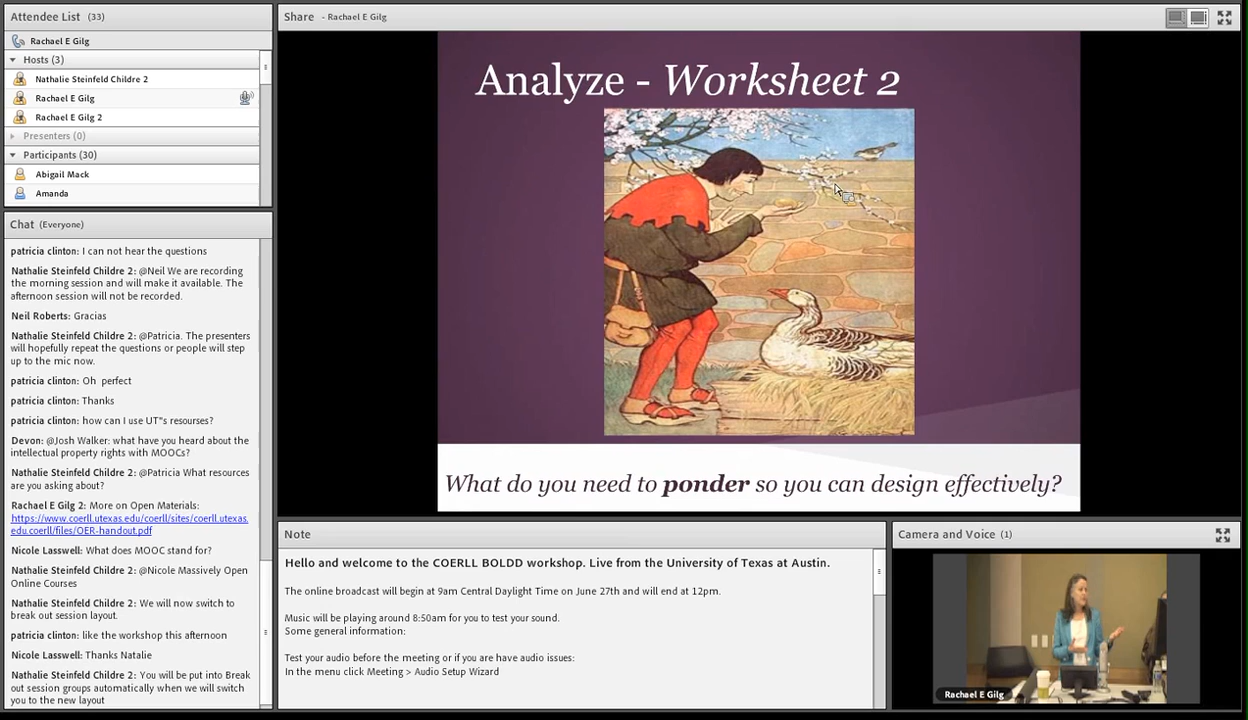 Attendee List (33)
Rachael E Gilg
Hosts (3)
Nathalie Steinfeld Childre 2
Rachael E Gilg
Rachael E Gilg 2
Presenters (0)
Participants (30)
Abigail Mack
Amanda
Chat (Everyone)
patricia clinton: I can not hear the questions
Nathalie Steinfeld Childre 2: @Neil We are recording
the morning session and will make it available. The
afternoon session will not be recorded.
Neil Roberts: Gracias
Nathalie Steinfeld Childre 2: @Patricia. The presenters
will hopefully repeat the questions or people will step
up to the mic now.
patricia clinton: Oh perfect
patricia clinton: Thanks
patricia clinton: how can I use UT"s resourses?
Devon: @Josh Walker: what have you heard about the
intellectual property rights with MOOCs?
Nathalie Steinfeld Childre 2: @Patricia What resources
are you asking about?
Rachael E Gilg 2: More on Open Materials:
https://www.coerll.utexas.edu/coerll/sites/coerll.utexas.
edu.coerll/files/OER-handout.pdf
Nicole Lasswell: What does MOOC stand for?
Nathalie Steinfeld Childre 2: @Nicole Massively Open
Online Courses
Nathalie Steinfeld Childre 2: We will now switch to
break out session layout.
patricia clinton: like the workshop this afternoon
Nicole Lasswell: Thanks Natalie
Nathalie Steinfeld Childre 2: You will be put into Break
out session groups automatically when we will switch
you to the new layout
Share - Rachael E Gilg
Analyze - Worksheet 2
What do you need to ponder so you can design effectively?
Note
Hello and welcome to the COERLL BOLDD workshop. Live from the University of Texas at Austin.
The online broadcast will begin at 9am Central Daylight Time on June 27th and will end at 12pm.
Music will be playing around 8:50am for you to test your sound.
Some general information:
Test your audio before the meeting or if you are have audio issues:
In the menu click Meeting > Audio Setup Wizard
Camera and Voice (1)
Rachael E Gilg